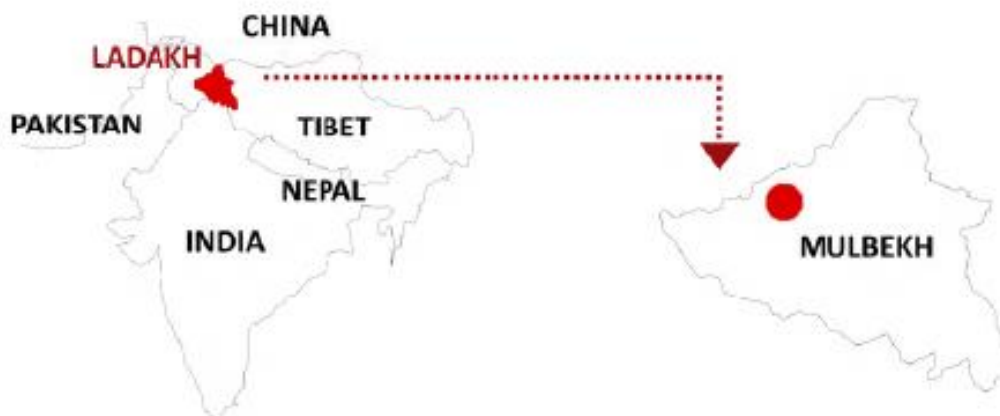 CHINA
LADAKH
PAKISTAN
TIBET
NEPAL
INDIA
MULBEKH